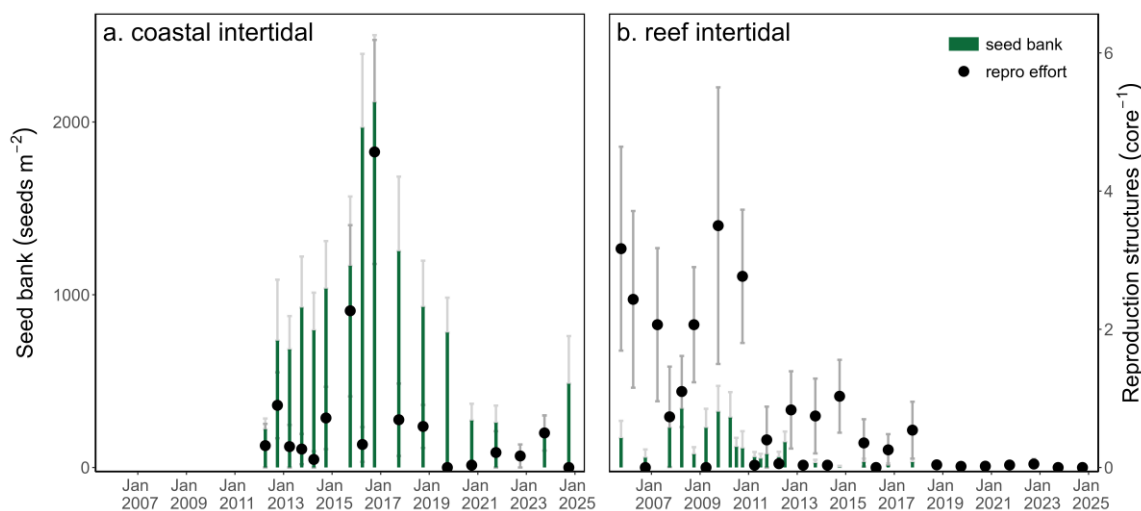 a. coastal intertidal
b. reef intertidal
seed bank
repro effort
Seed bank (seeds m−2)
2000
1000
0
Reproduction structures (core−1)
6
4
2
0
Jan 2007
Jan 2009
Jan 2011
Jan 2013
Jan 2015
Jan 2017
Jan 2019
Jan 2021
Jan 2023
Jan 2025
Jan 2007
Jan 2009
Jan 2011
Jan 2013
Jan 2015
Jan 2017
Jan 2019
Jan 2021
Jan 2023
Jan 2025